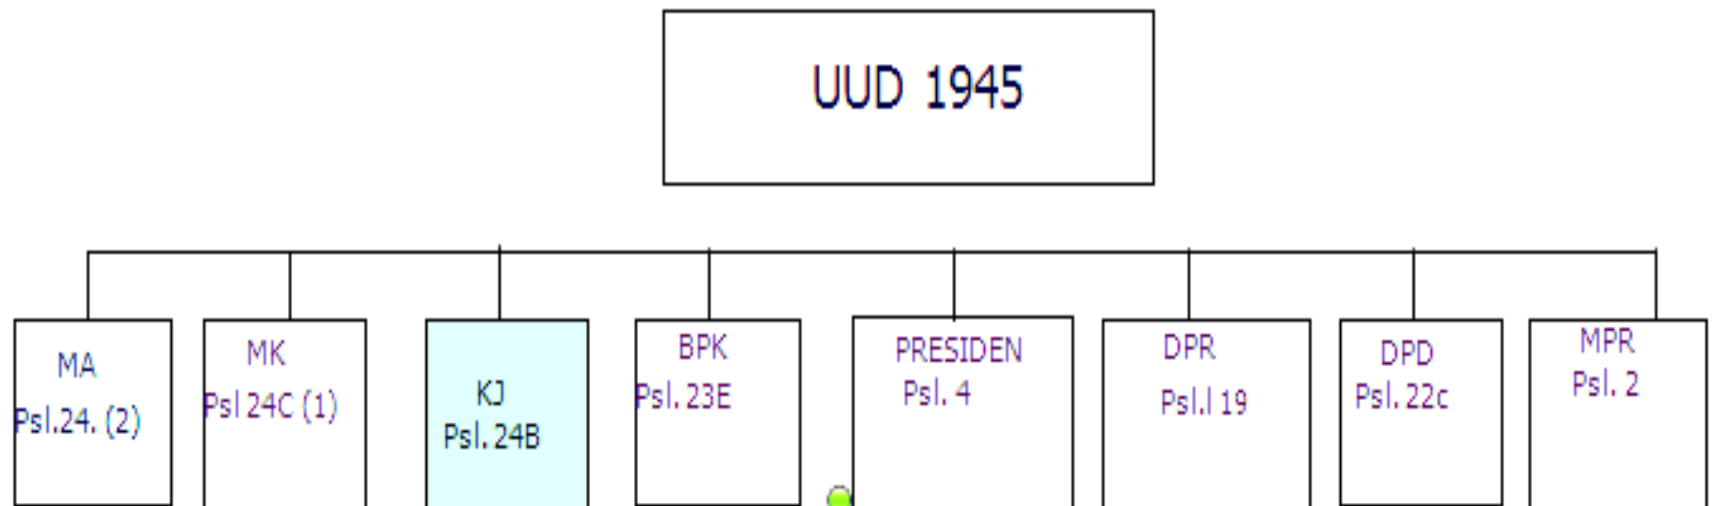 UUD 1945
MA
Psl.24. (2)
MK
Psl 24C (1)
KJ
Psl. 24B
BPK
Psl. 23E
PRESIDEN
Psl. 4
DPR
Psl.l 19
DPD
Psl. 22c
MPR
Psl. 2